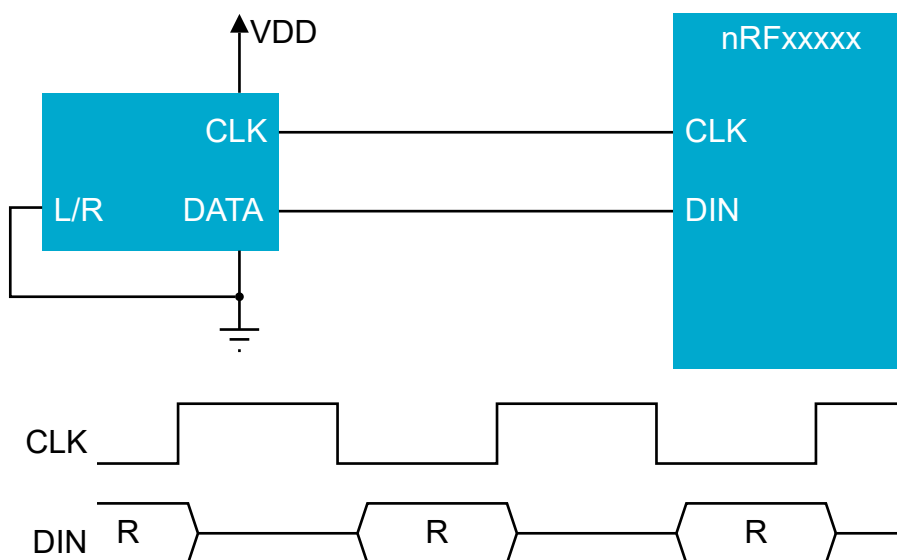 VDD
nRFxxxxx
CLK
CLK
L/R
DATA
DIN
CLK
DIN
R
R
R